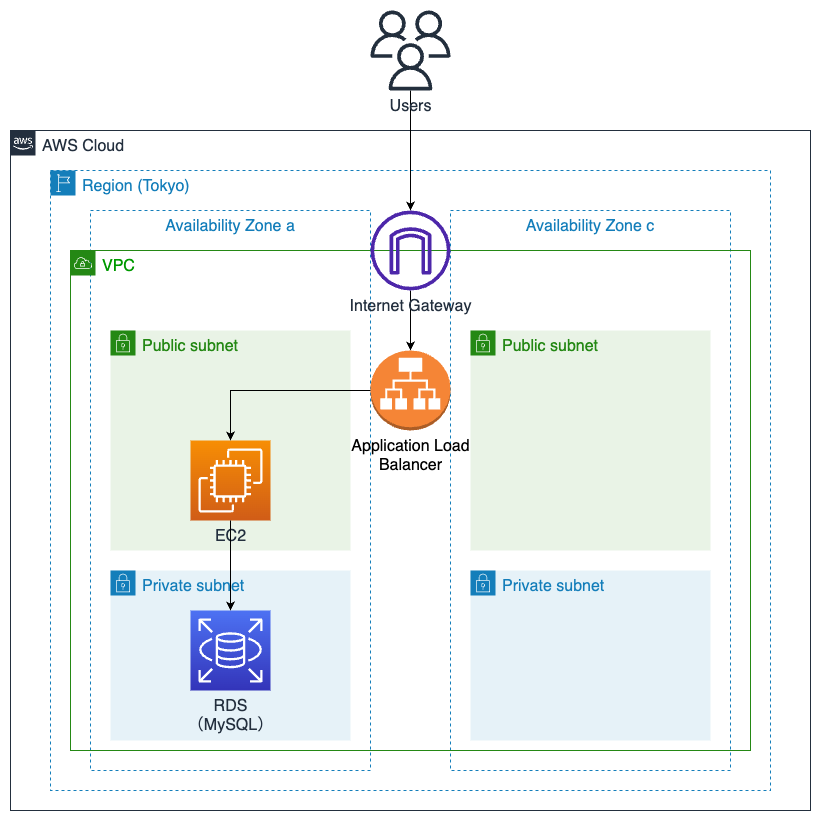 Users
aws
AWS Cloud
Region (Tokyo)
Availability Zone a
Availability Zone c
VPC
Internet Gateway
Public subnet
Public subnet
Application Load
Balancer
EC2
Private subnet
Private subnet
RDS
（MySQL）